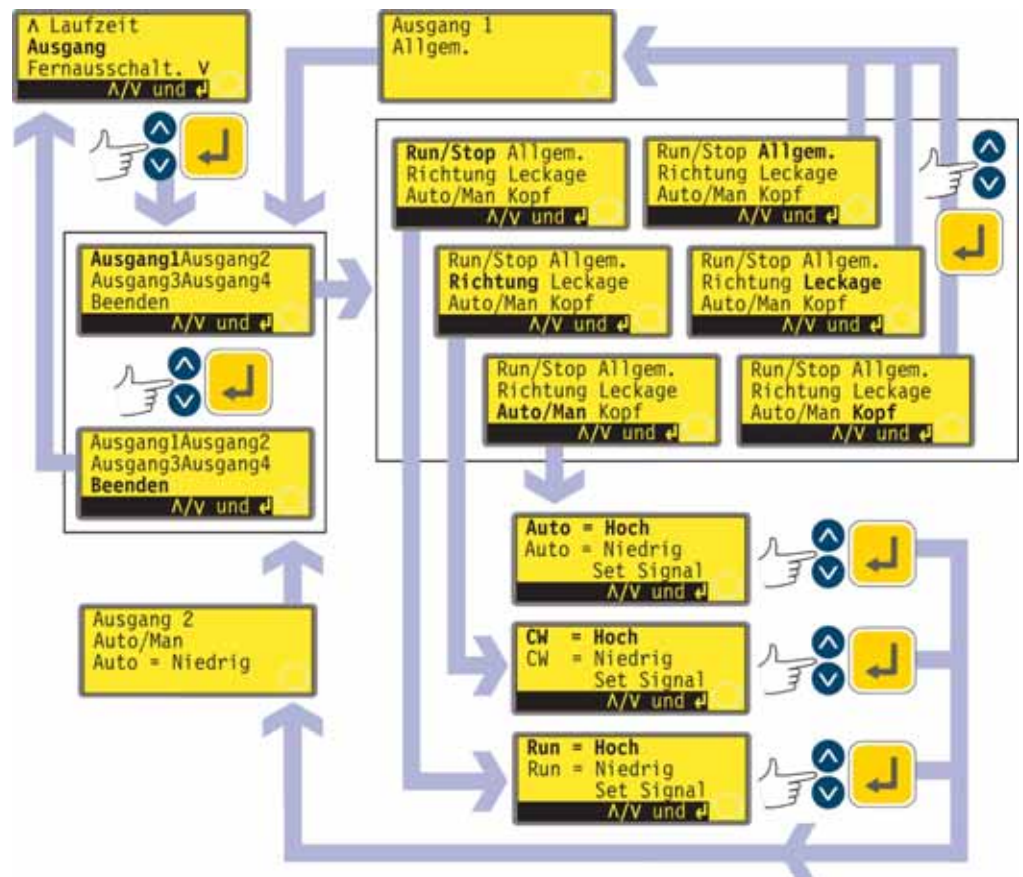 ∧ Laufzeit
Ausgang
Fernausschalt. ∨
∧/∨ und ↵
Ausgang 1
Allgem.
Run/Stop Allgem.
Richtung Leckage
Auto/Man Kopf
∧/∨ und ↵
Run/Stop Allgem.
Richtung Leckage
Auto/Man Kopf
∧/∨ und ↵
Ausgang1Ausgang2
Ausgang3Ausgang4
Beenden
∧/∨ und ↵
Run/Stop Allgem.
Richtung Leckage
Auto/Man Kopf
∧/∨ und ↵
Run/Stop Allgem.
Richtung Leckage
Auto/Man Kopf
∧/∨ und ↵
Run/Stop Allgem.
Richtung Leckage
Auto/Man Kopf
∧/∨ und ↵
Run/Stop Allgem.
Richtung Leckage
Auto/Man Kopf
∧/∨ und ↵
Ausgang1Ausgang2
Ausgang3Ausgang4
Beenden
∧/∨ und ↵
Auto = Hoch
Auto = Niedrig
Set Signal
∧/∨ und ↵
Ausgang 2
Auto/Man
Auto = Niedrig
CW = Hoch
CW = Niedrig
Set Signal
∧/∨ und ↵
Run = Hoch
Run = Niedrig
Set Signal
∧/∨ und ↵